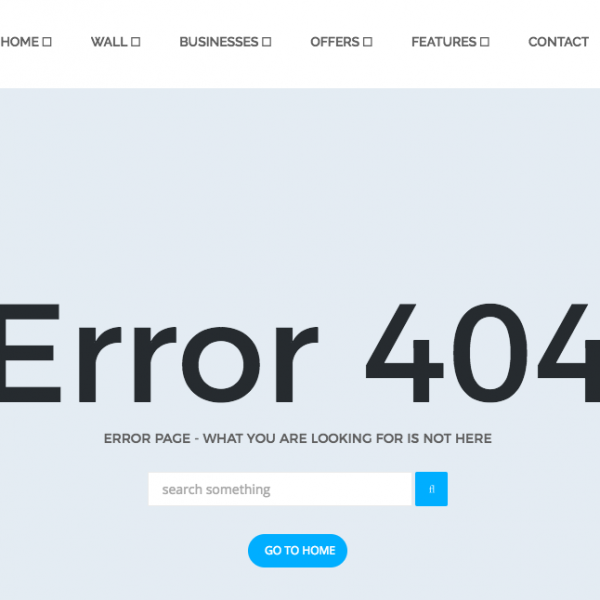 HOME WALL BUSINESSES OFFERS FEATURES CONTACT
Error 404
ERROR PAGE - WHAT YOU ARE LOOKING FOR IS NOT HERE
search something
GO TO HOME